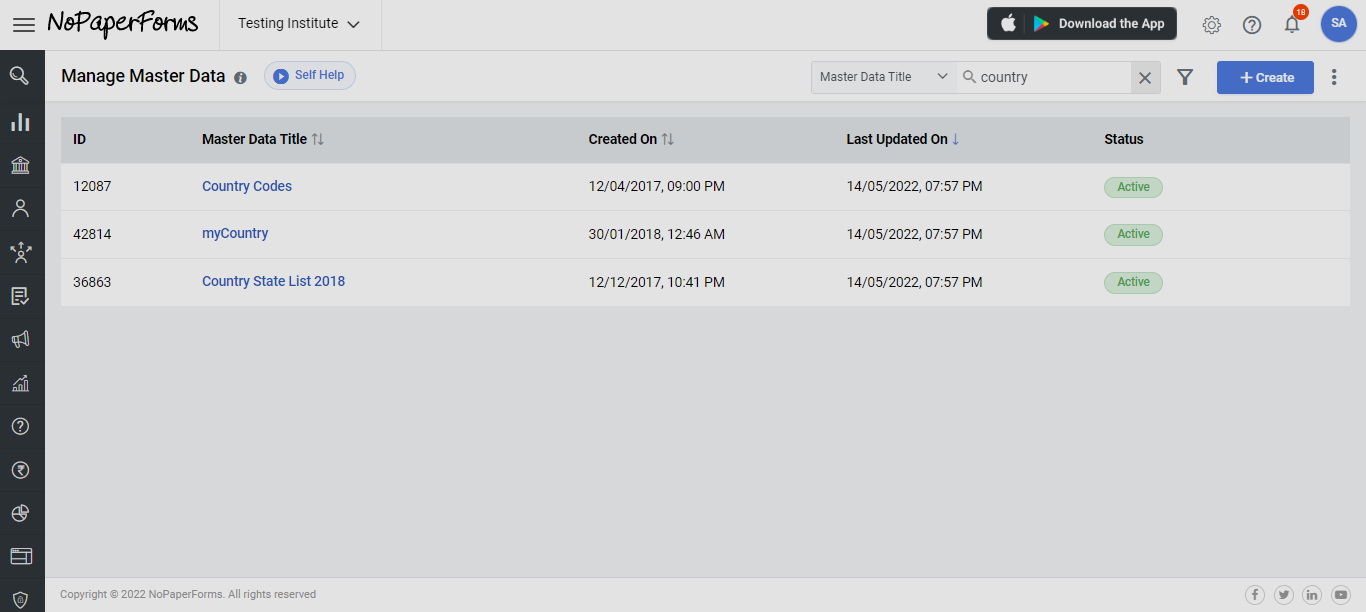 NoPaperForms
Testing Institute
Download the App
18
SA
Manage Master Data
Self Help
Master Data Title
country
+ Create
ID Master Data Title Created On Last Updated On Status
12087 Country Codes 12/04/2017, 09:00 PM 14/05/2022, 07:57 PM Active
42814 myCountry 30/01/2018, 12:46 AM 14/05/2022, 07:57 PM Active
36863 Country State List 2018 12/12/2017, 10:41 PM 14/05/2022, 07:57 PM Active
Copyright © 2022 NoPaperForms. All rights reserved